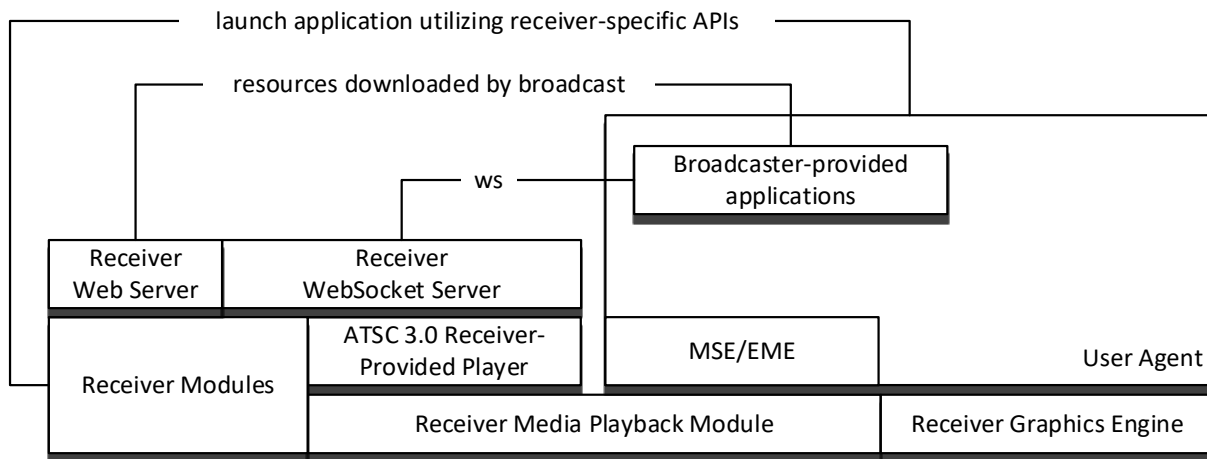 launch application utilizing receiver-specific APIs
resources downloaded by broadcast
Broadcaster-provided
applications
ws
Receiver
Web Server
Receiver
WebSocket Server
ATSC 3.0 Receiver-
Provided Player
MSE/EME
User Agent
Receiver Modules
Receiver Media Playback Module
Receiver Graphics Engine